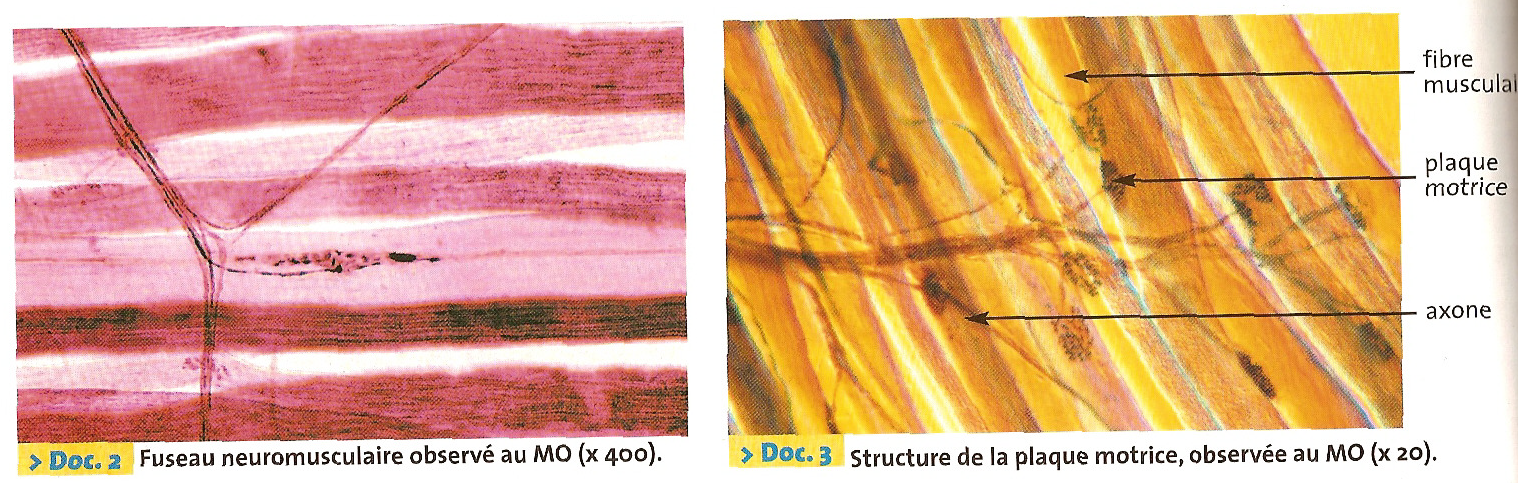 fibre
musculai
plaque
motrice
axone
> Doc. 2 Fuseau neuromusculaire observé au MO (x 400).
> Doc. 3 Structure de la plaque motrice, observée au MO (x 20).